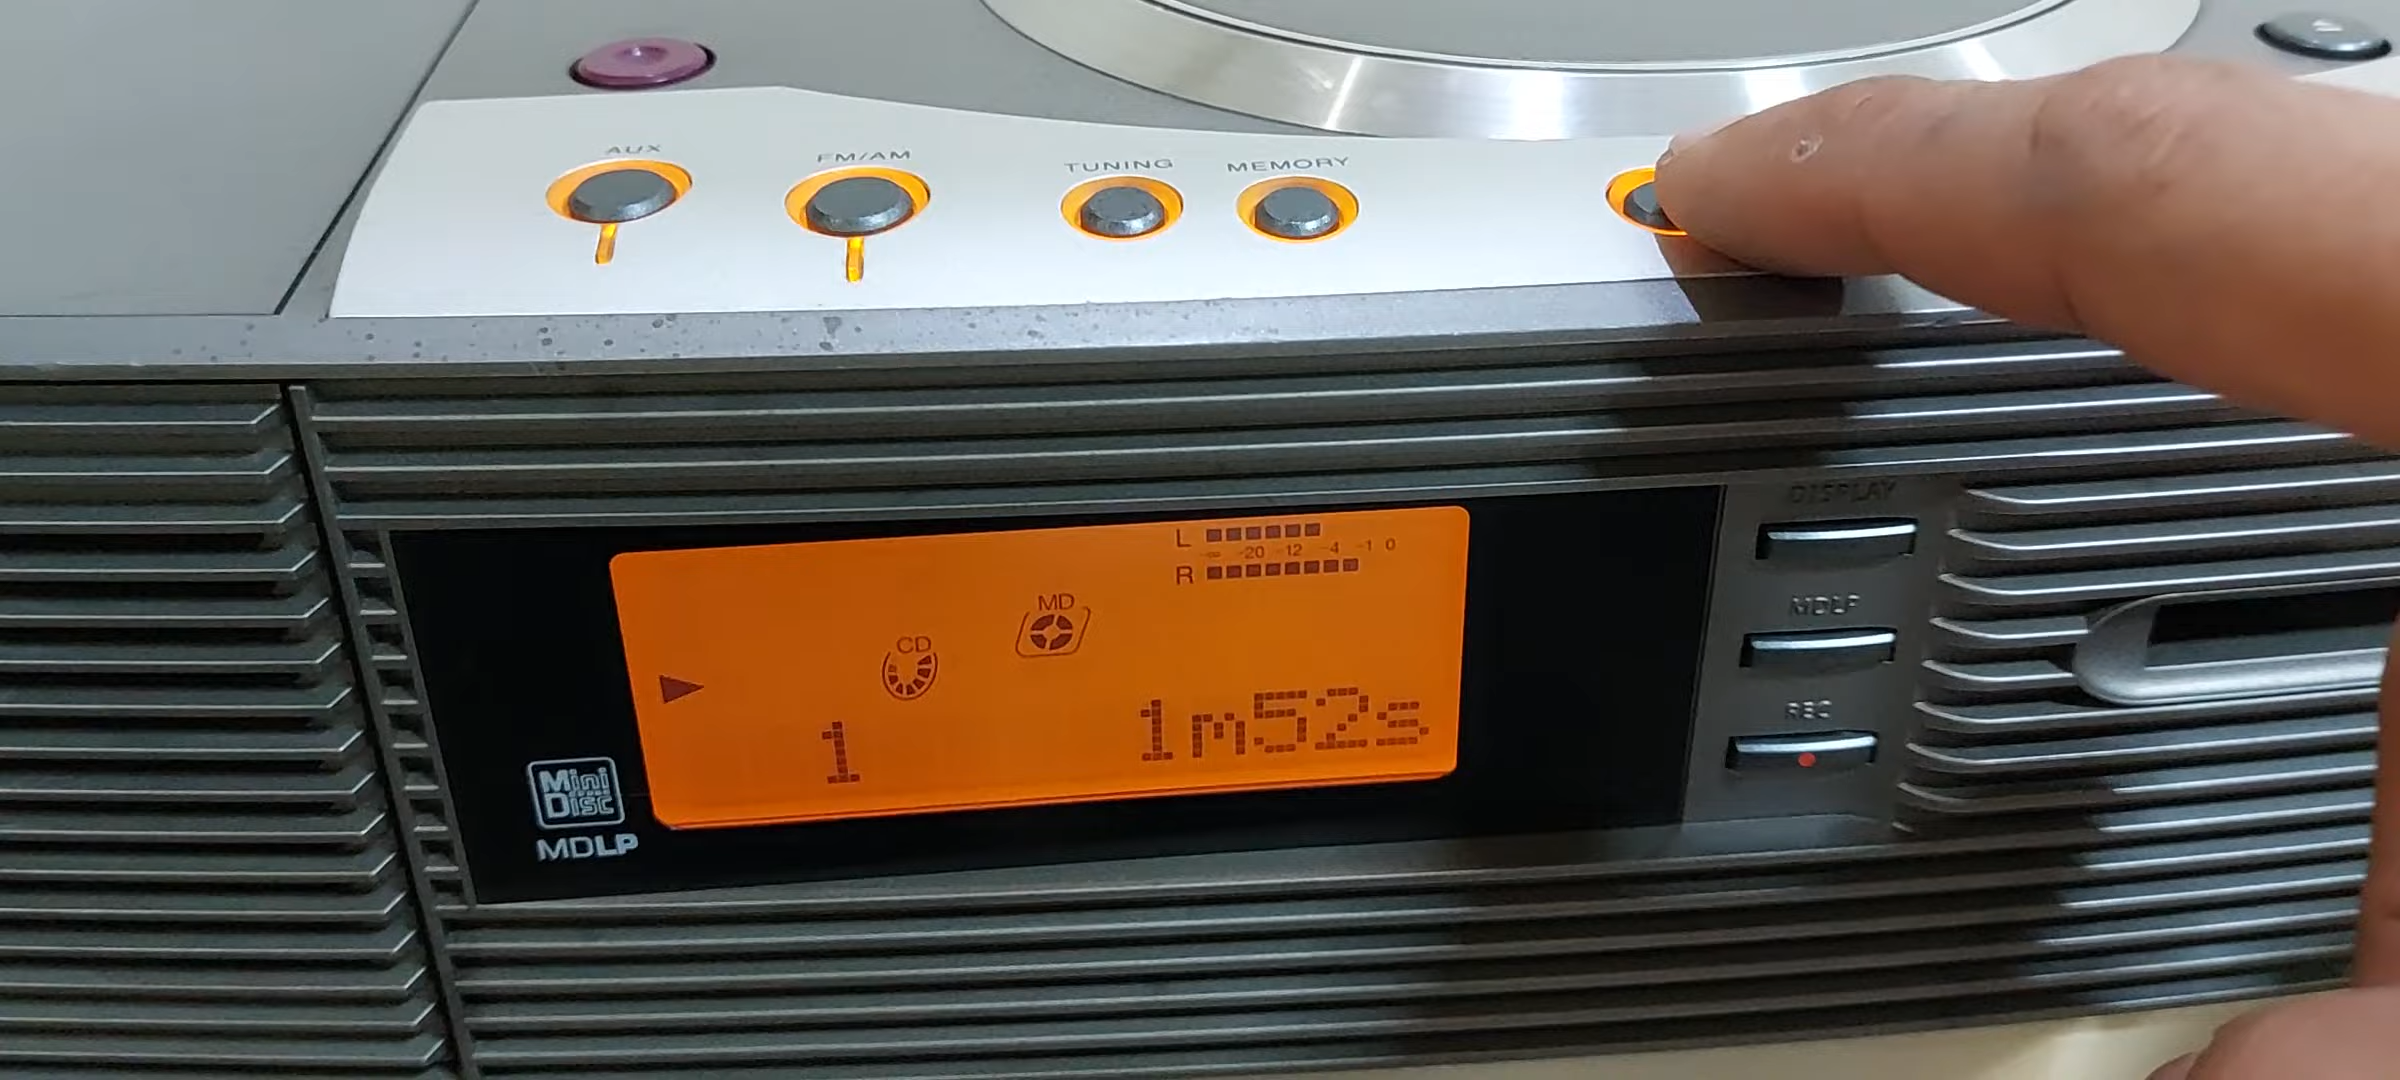 AUX
FM/AM
TUNING
MEMORY
DISPLAY
L
-∞ -20 -12 -4 -1 0
R
MD
CD
1 1m52s
MDLP
REC
Mini
Disc
MDLP